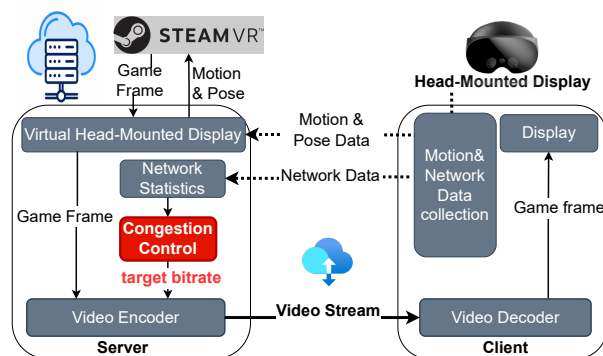 STEAMVR™
Game
Frame
Motion
& Pose
Head-Mounted Display
Virtual Head-Mounted Display
Motion &
Pose Data
Display
Network
Statistics
Network Data
Motion&
Network
Data
collection
Game Frame
Congestion
Control
Game frame
target bitrate
Video Encoder
Video Stream
Video Decoder
Server
Client